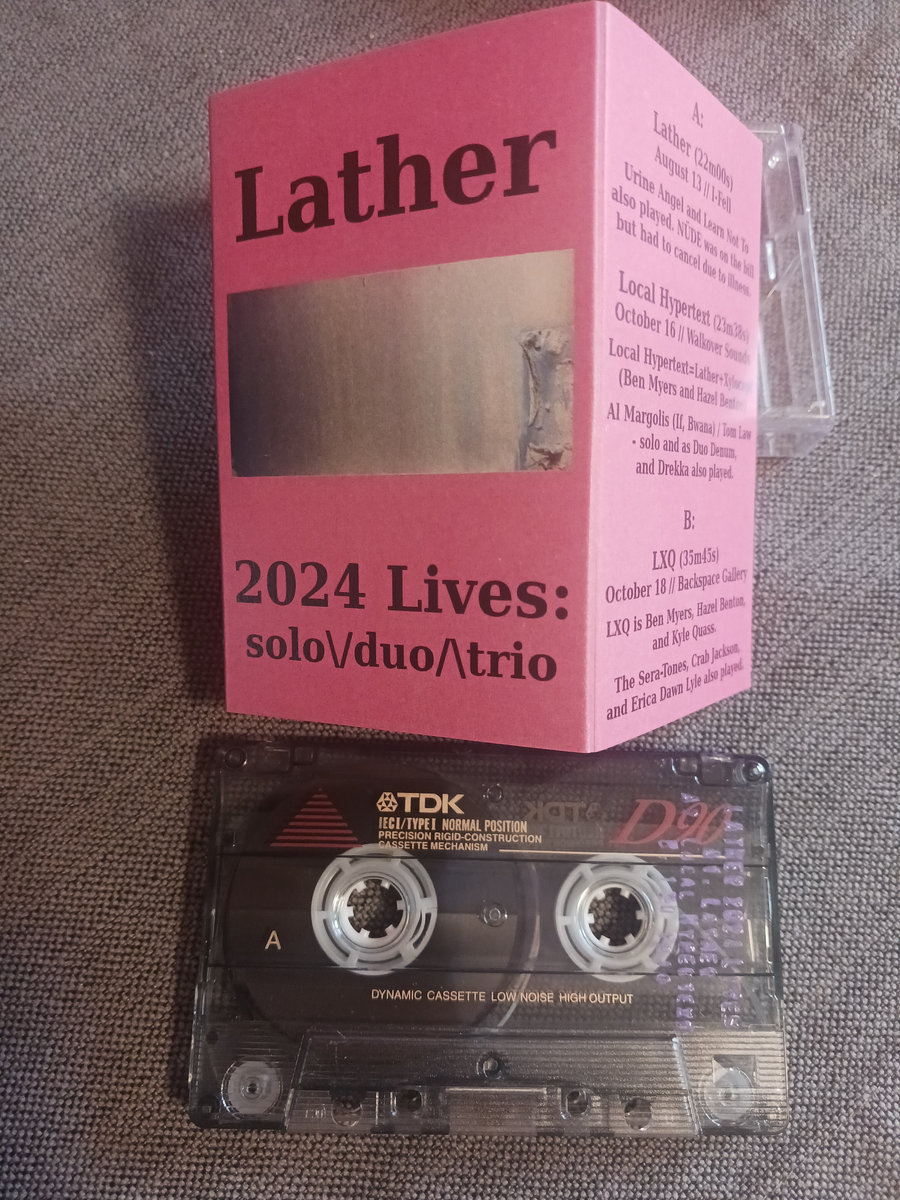 Lather
2024 Lives:
solo\/duo/\trio
A:
Lather (22m00s)
August 13 // I-Fell
Urine Angel and Learn Not To
also played. NÜDE was on the bill
but had to cancel due to illness.
Local Hypertext (23m38s)
October 16 // Walkover Sounds
Local Hypertext=Lather+
(Ben Myers and Hazel Benton)
Al Margolis (If, Bwana) / Tom Law
- solo and as Duo Denum,
and Drekka also played.
B:
LXQ (35m45s)
October 18 // Backspace Gallery
LXQ is Ben Myers, Hazel Benton,
and Kyle Quass.
The Sera-Tones, Crab Jackson,
and Erica Dawn Lyle also played.
TDK
D90
IECI/TYPEI NORMAL POSITION
PRECISION RIGID-CONSTRUCTION
CASSETTE MECHANISM
A
DYNAMIC CASSETTE LOW NOISE HIGH OUTPUT